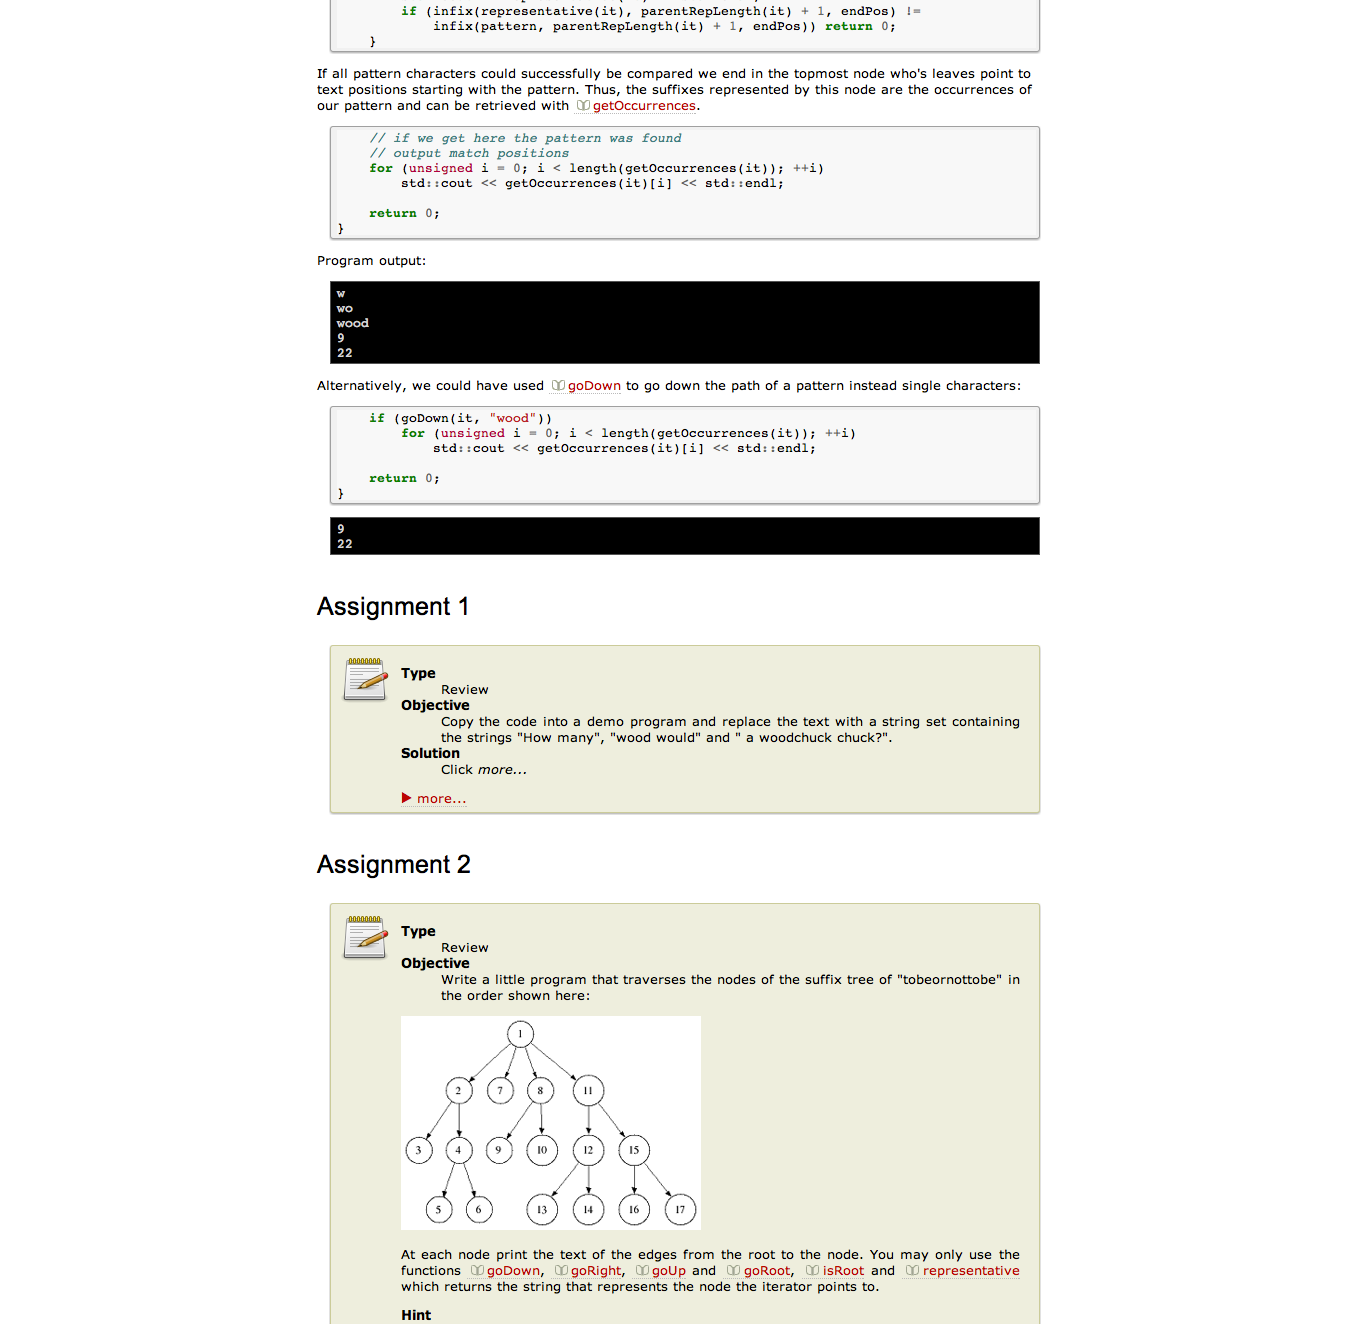 if (infix(representative(it), parentRepLength(it) + 1, endPos) !=
infix(pattern, parentRepLength(it) + 1, endPos)) return 0;
}
If all pattern characters could successfully be compared we end in the topmost node who's leaves point to
text positions starting with the pattern. Thus, the suffixes represented by this node are the occurrences of
our pattern and can be retrieved with getOccurrences.
// if we get here the pattern was found
// output match positions
for (unsigned i = 0; i < length(getOccurrences(it)); ++i)
std::cout << getOccurrences(it)[i] << std::endl;
return 0;
}
Program output:
w
wo
wood
9
22
Alternatively, we could have used goDown to go down the path of a pattern instead single characters:
if (goDown(it, "wood"))
for (unsigned i = 0; i < length(getOccurrences(it)); ++i)
std::cout << getOccurrences(it)[i] << std::endl;
return 0;
}
9
22
Assignment 1
Type
Review
Objective
Copy the code into a demo program and replace the text with a string set containing
the strings "How many", "wood would" and " a woodchuck chuck?".
Solution
Click more...
more...
Assignment 2
Type
Review
Objective
Write a little program that traverses the nodes of the suffix tree of "tobeornottobe" in
the order shown here:
1
2 7 8 11
3 4 9 10 12 15
5 6 13 14 16 17
At each node print the text of the edges from the root to the node. You may only use the
functions goDown, goRight, goUp and goRoot, isRoot and representative
which returns the string that represents the node the iterator points to.
Hint